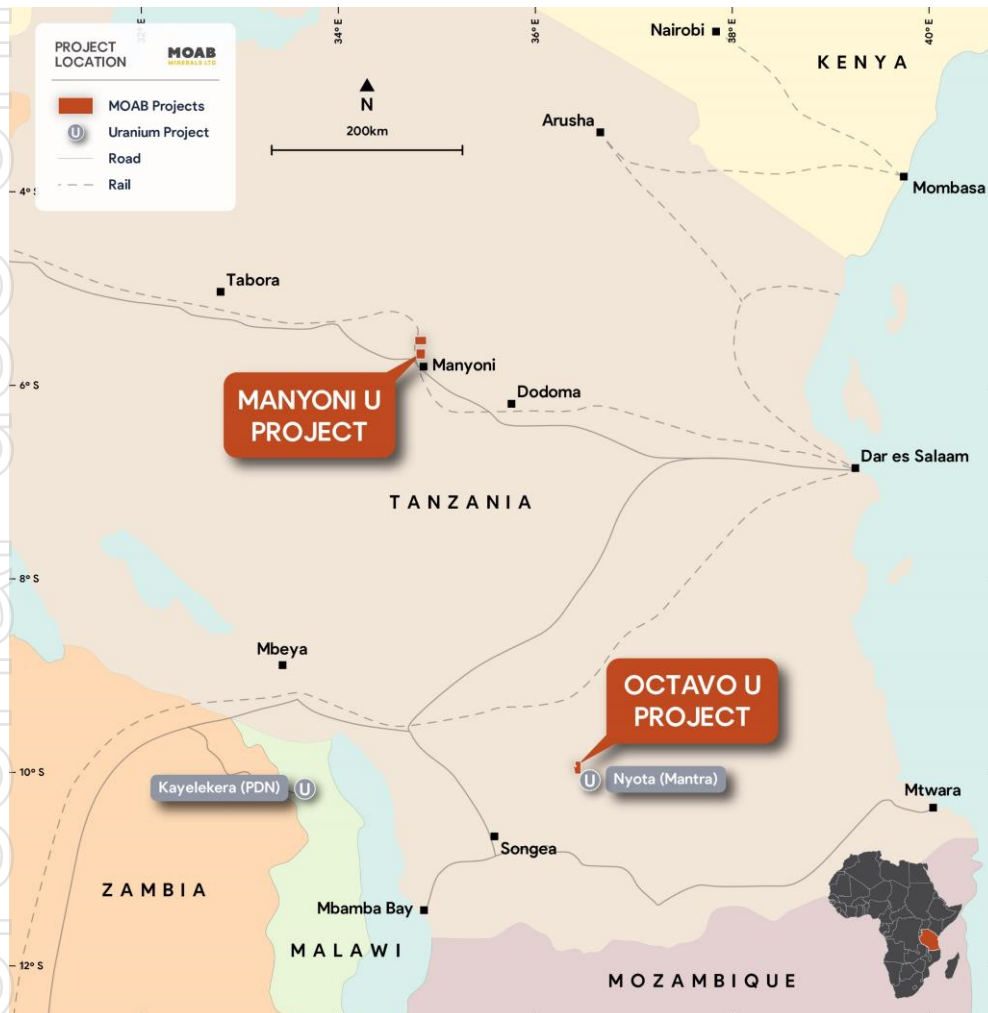 32° E
34° E
36° E
38° E
40° E
PROJECT
LOCATION
MOAB
MINERALS LTD
MOAB Projects
U
Uranium Project
Road
Rail
N
200km
Nairobi
KENYA
Arusha
Mombasa
4° S
Tabora
Manyoni
6° S
MANYONI U
PROJECT
Dodoma
Dar es Salaam
TANZANIA
8° S
Mbeya
OCTAVO U
PROJECT
10° S
Kayelekera (PDN)
U
U
Nyota (Mantra)
Mtwara
Songea
ZAMBIA
Mbamba Bay
MALAWI
12° S
MOZAMBIQUE